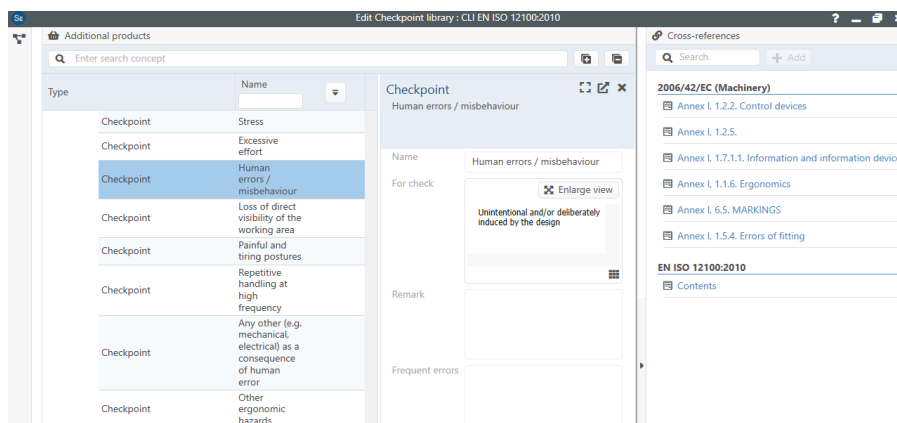 SE
Edit Checkpoint library : CLI EN ISO 12100:2010
?
Additional products
Enter search concept
Type
Name
Checkpoint
Stress
Checkpoint
Excessive
effort
Checkpoint
Human
errors /
misbehaviour
Checkpoint
Loss of direct
visibility of the
working area
Checkpoint
Painful and
tiring postures
Checkpoint
Repetitive
handling at
high
frequency
Checkpoint
Any other (e.g.
mechanical,
electrical) as a
consequence
of human
error
Checkpoint
Other
ergonomic
hazards
Checkpoint
Human errors / misbehaviour
Name
Human errors / misbehaviour
For check
Enlarge view
Unintentional and/or deliberately
induced by the design
Remark
Frequent errors
Cross-references
Search
+ Add
2006/42/EC (Machinery)
Annex I, 1.2.2. Control devices
Annex I, 1.2.5.
Annex I, 1.7.1.1. Information and information device
Annex I, 1.1.6. Ergonomics
Annex I, 6.5. MARKINGS
Annex I, 1.5.4. Errors of fitting
EN ISO 12100:2010
Contents